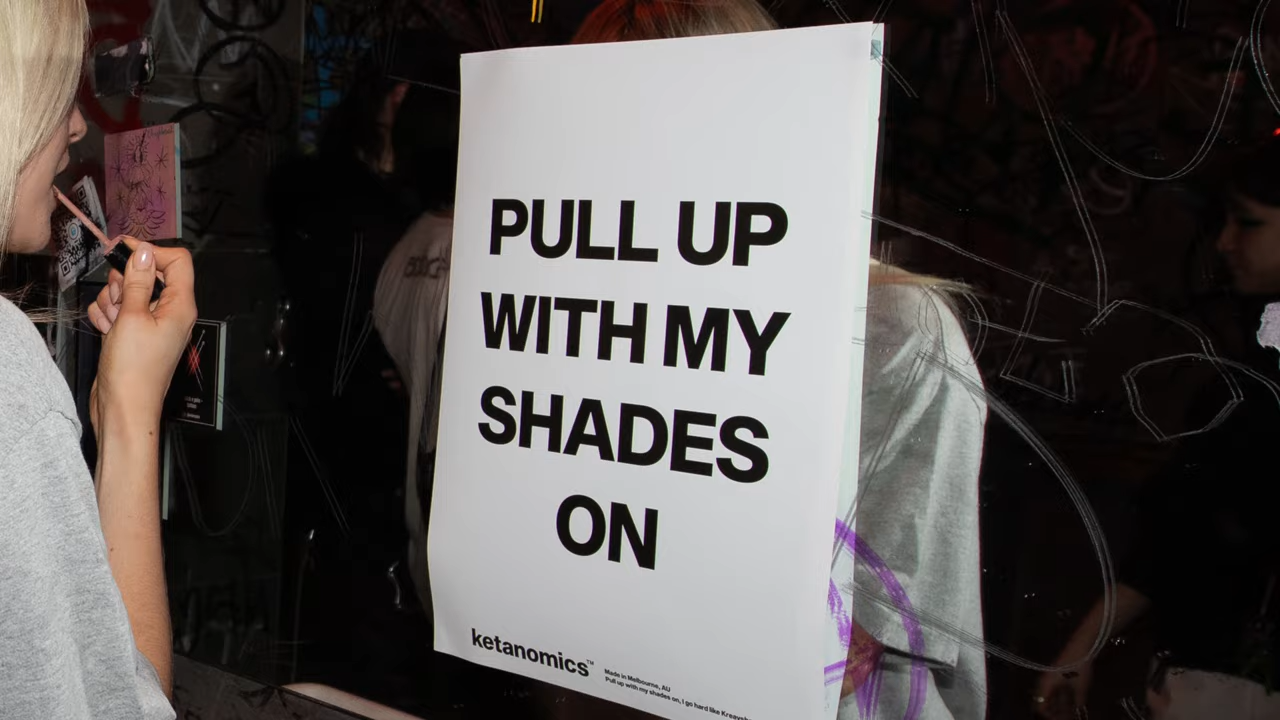 PULL UP
WITH MY
SHADES
ON
ketanomics™
Made in Melbourne, AU
Pull up with my shades on, I go hard like